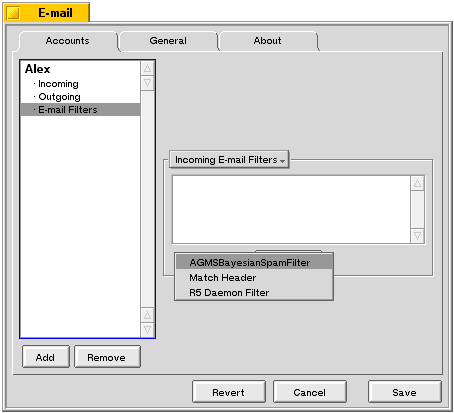 E-mail
Accounts
General
About
Alex
· Incoming
· Outgoing
· E-mail Filters
Incoming E-mail Filters
AGMSBayesianSpamFilter
Match Header
R5 Daemon Filter
Add
Remove
Revert
Cancel
Save